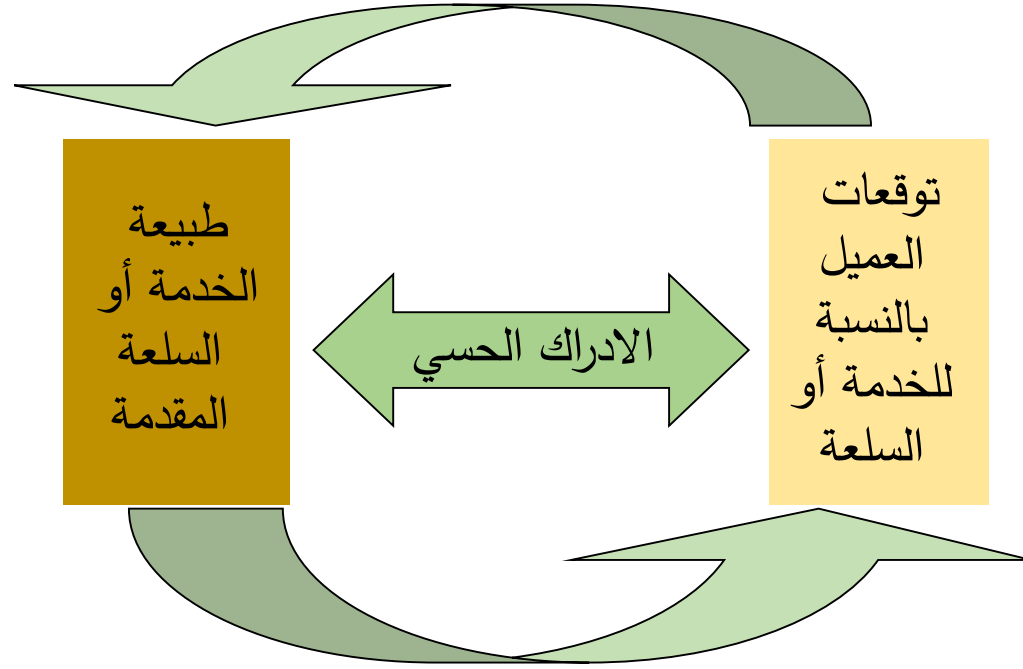 توقعات
العميل
بالنسبة
للخدمة أو
السلعة
الادراك الحسي
طبيعة
الخدمة أو
السلعة
المقدمة